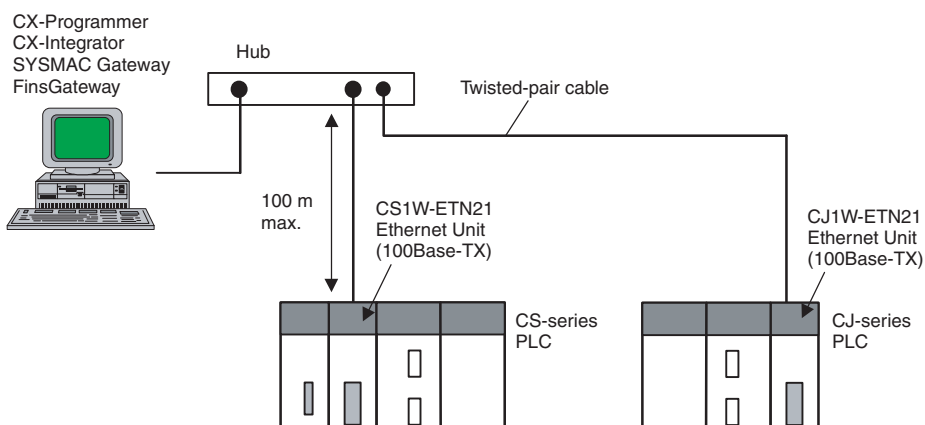 CX-Programmer
CX-Integrator
SYSMAC Gateway
FinsGateway
Hub
Twisted-pair cable
100 m
max.
CS1W-ETN21
Ethernet Unit
(100Base-TX)
CJ1W-ETN21
Ethernet Unit
(100Base-TX)
CS-series
PLC
CJ-series
PLC